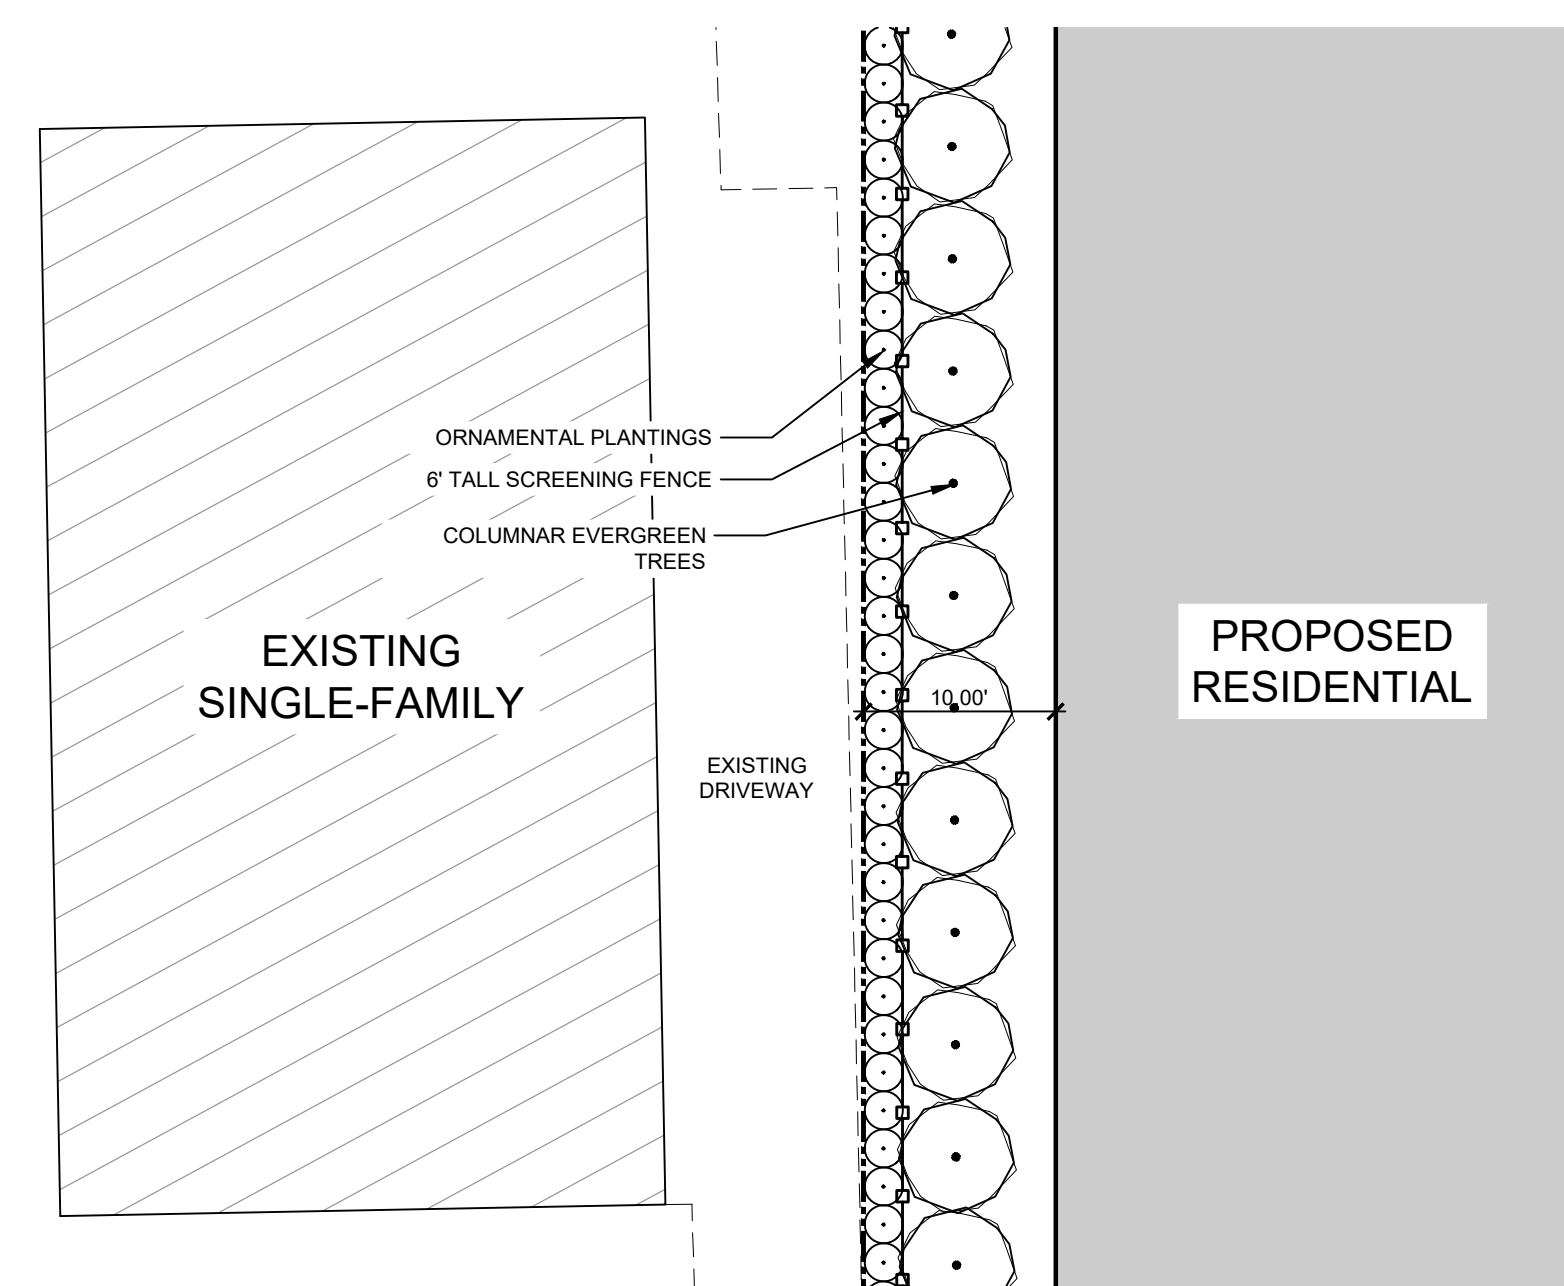 ORNAMENTAL PLANTINGS
6' TALL SCREENING FENCE
COLUMNAR EVERGREEN
TREES
EXISTING
SINGLE-FAMILY
EXISTING
DRIVEWAY
10.00'
PROPOSED
RESIDENTIAL